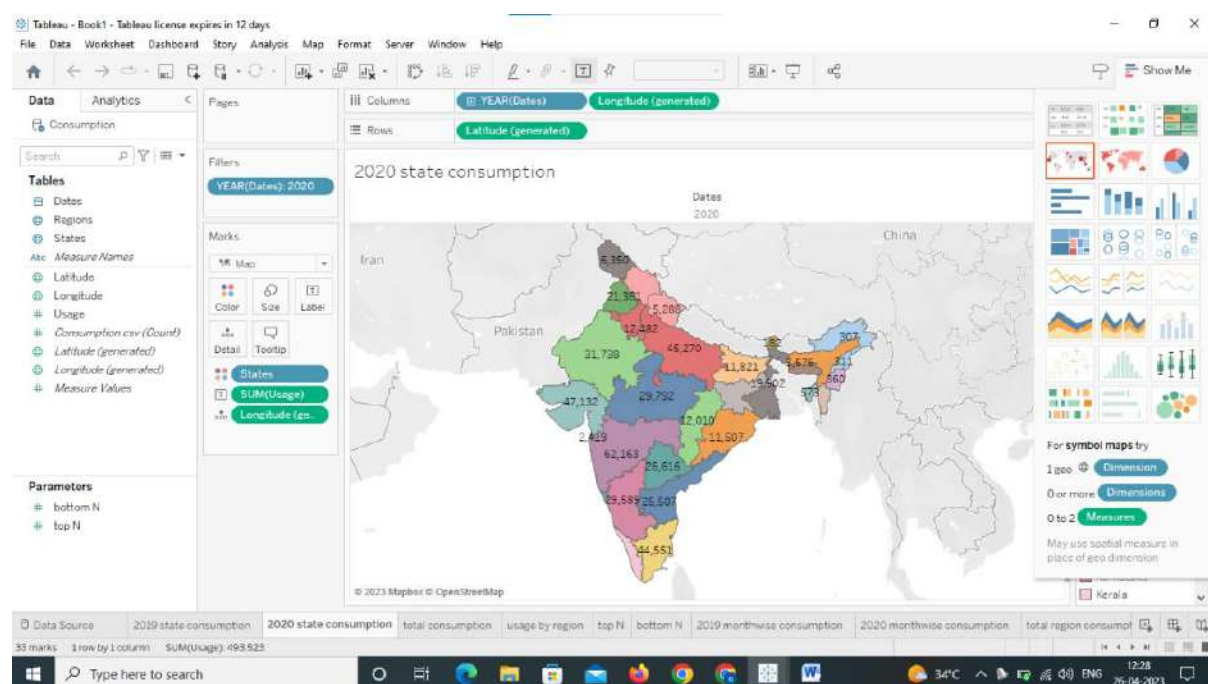 Tableau - Book1 - Tableau license expires in 12 days
File Data Worksheet Dashboard Story Analysis Map Format Server Window Help
Show Me
Data Analytics
Consumption
Search
Tables
Dates
Regions
States
Abc Measure Names
Latitude
Longitude
# Usage
# Consumption csv (Count)
Latitude (generated)
Longitude (generated)
# Measure Values
Parameters
# bottom N
# top N
Pages
Filters
YEAR(Dates): 2020
Marks
Map
Color Size Label
Detail Tooltip
States
SUM(Usage)
Longitude (ge..
Columns YEAR(Dates) Longitude (generated)
Rows Latitude (generated)
2020 state consumption
Dates
2020
Iran
China
Pakistan
6,350
21,381
5,288
12,482
45,270
31,738
11,821
307
47,132
29,792
12,010
11,507
62,163
26,616
29,589
25,507
44,551
© 2023 Mapbox © OpenStreetMap
For symbol maps try
1 geo Dimension
0 or more Dimensions
0 to 2 Measures
May use spatial measure in
place of geo dimension
Kerala
Data Source 2019 state consumption 2020 state consumption total consumption usage by region top N bottom N 2019 monthwise consumption 2020 monthwise consumption total region consumpt
33 marks 1 row by 1 column SUM(Usage): 493,523
Type here to search
34°C ENG
12:28
26-04-2023